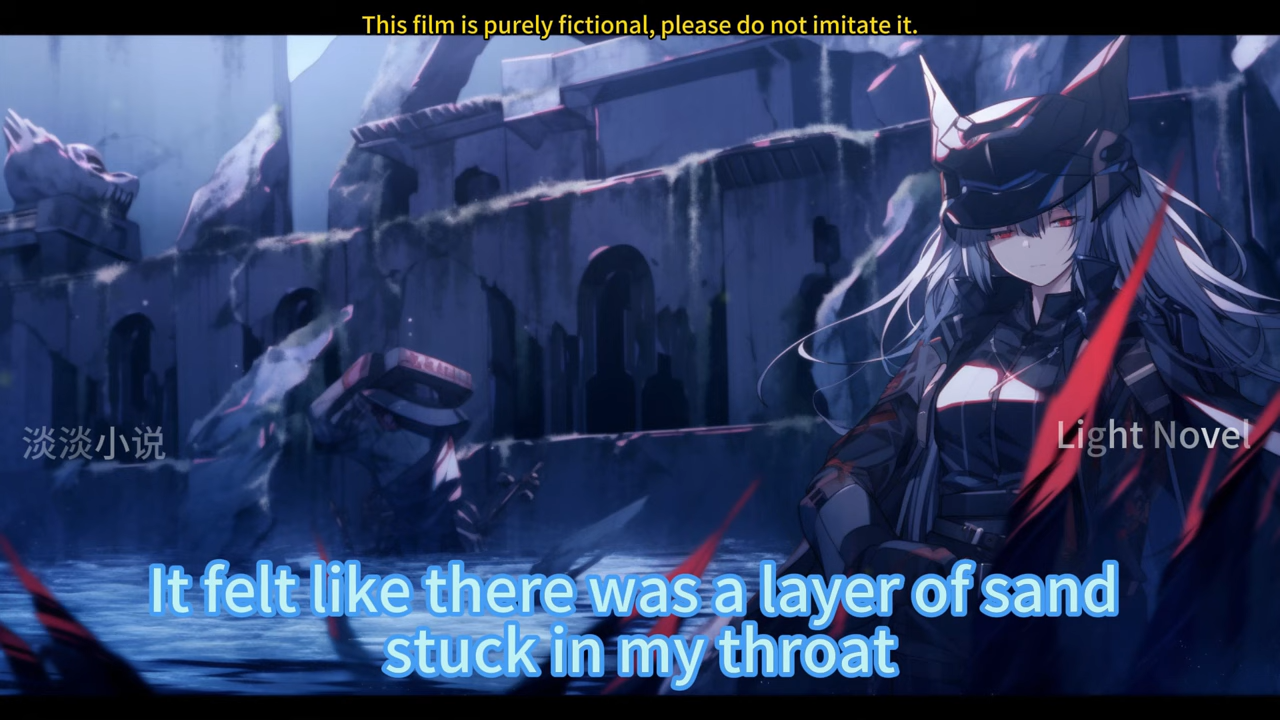 This film is purely fictional, please do not imitate it.
淡淡小说
Light Novel
It felt like there was a layer of sand
stuck in my throat